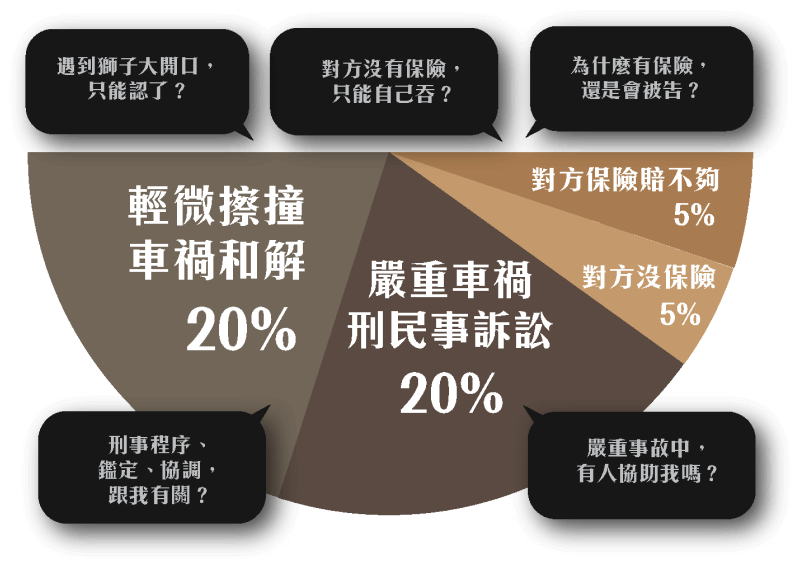 遇到獅子大開口，
只能認了？
對方沒有保險，
只能自己吞？
為什麼有保險，
還是會被告？
輕微擦撞
車禍和解
20%
嚴重車禍
刑民事訴訟
20%
對方保險賠不夠
5%
對方沒保險
5%
刑事程序、
鑑定、協調，
跟我有關？
嚴重事故中，
有人協助我嗎？